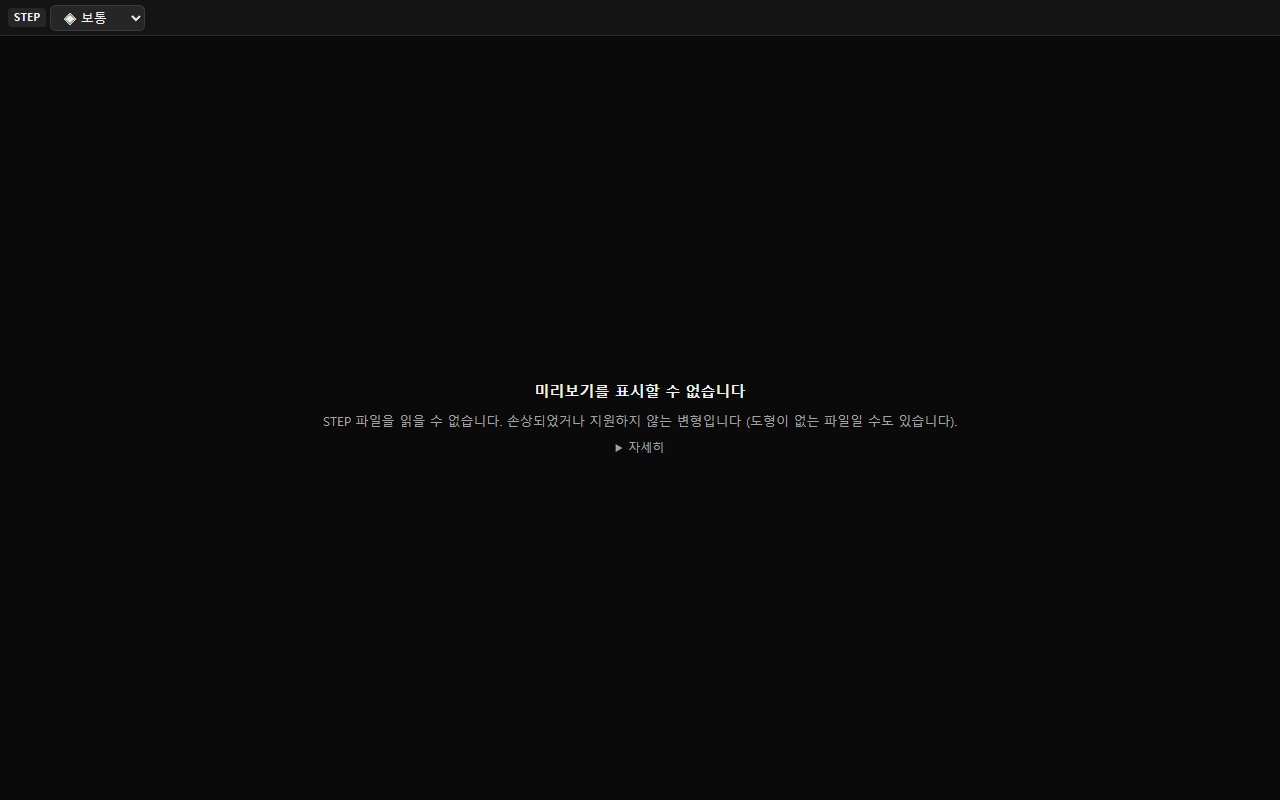 STEP
보통
미리보기를 표시할 수 없습니다
STEP 파일을 읽을 수 없습니다. 손상되었거나 지원하지 않는 변형입니다 (도형이 없는 파일일 수도 있습니다).
자세히